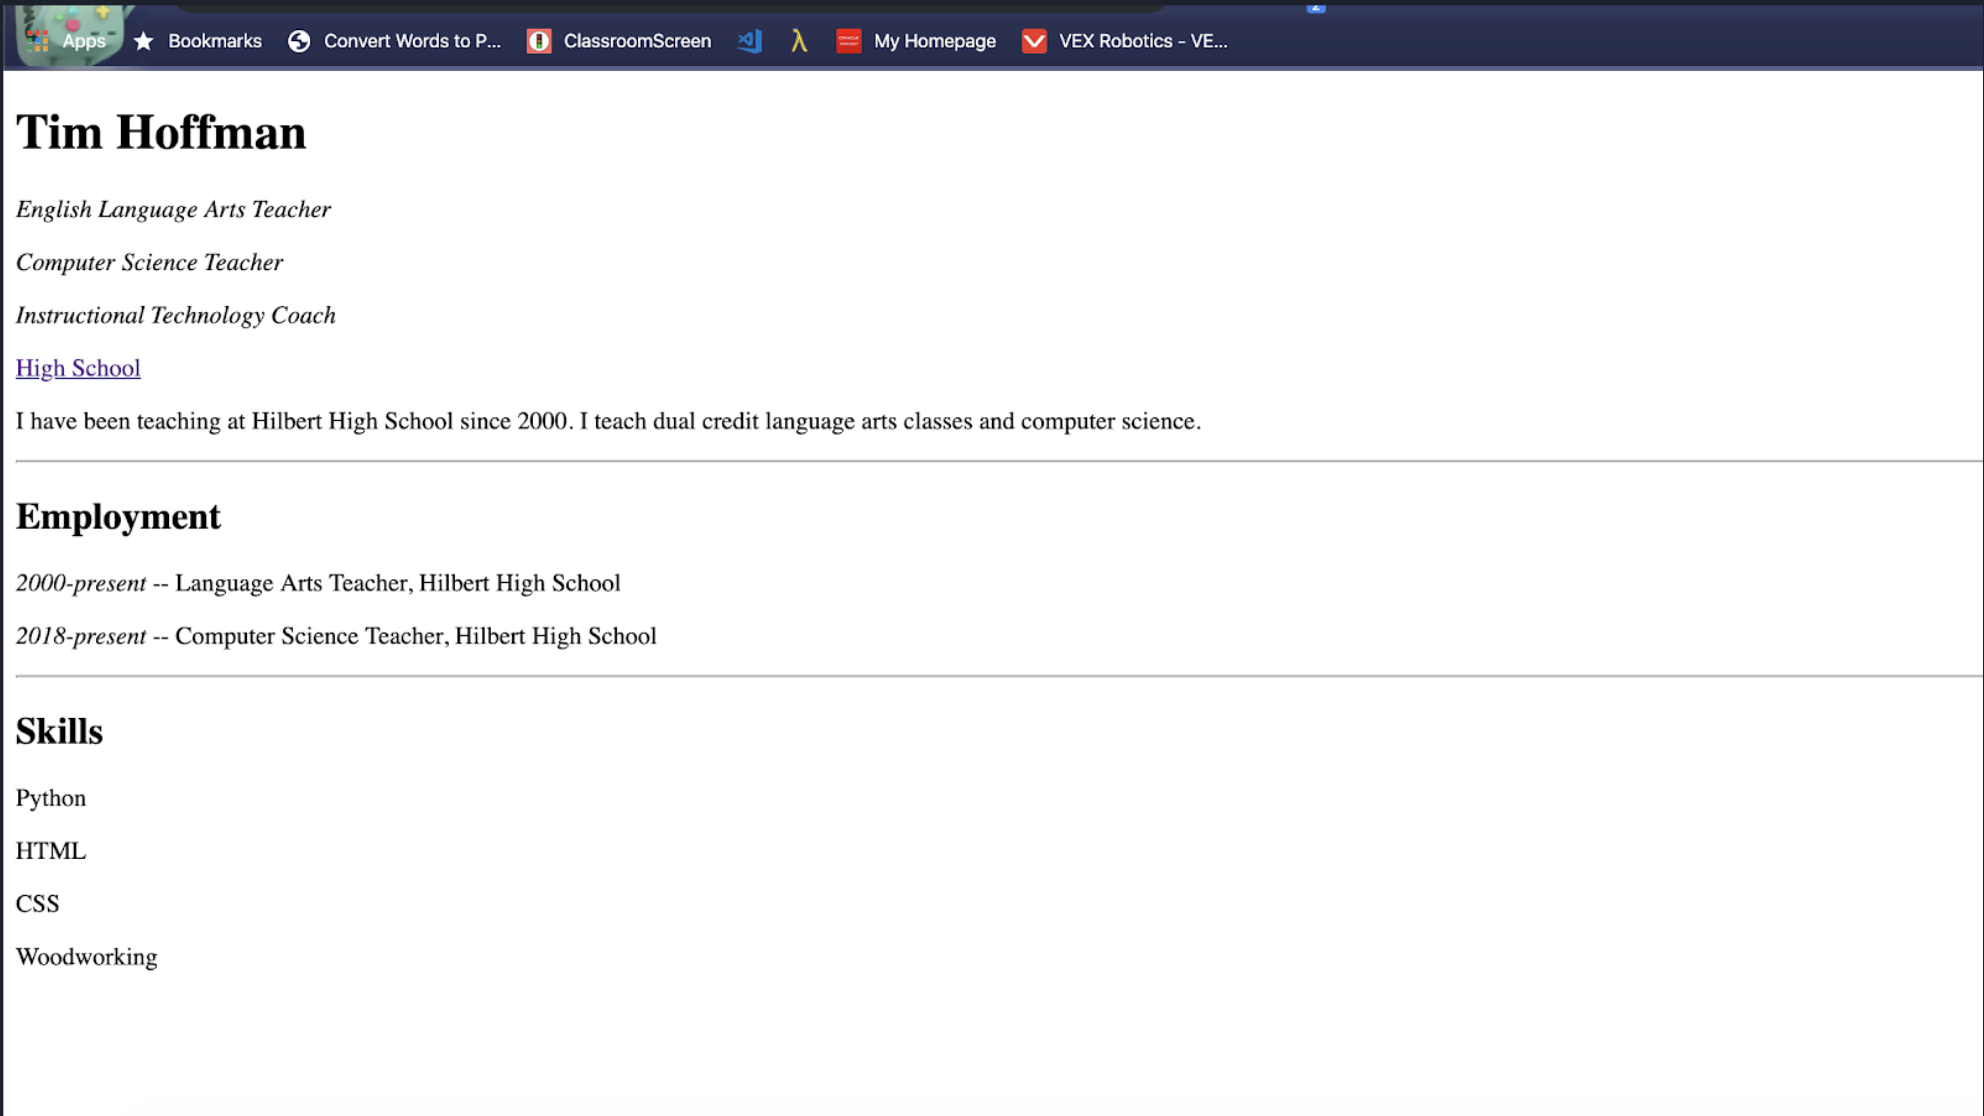 Apps Bookmarks Convert Words to P... ClassroomScreen λ My Homepage VEX Robotics - VE...
Tim Hoffman
English Language Arts Teacher
Computer Science Teacher
Instructional Technology Coach
High School
I have been teaching at Hilbert High School since 2000. I teach dual credit language arts classes and computer science.
Employment
2000-present -- Language Arts Teacher, Hilbert High School
2018-present -- Computer Science Teacher, Hilbert High School
Skills
Python
HTML
CSS
Woodworking